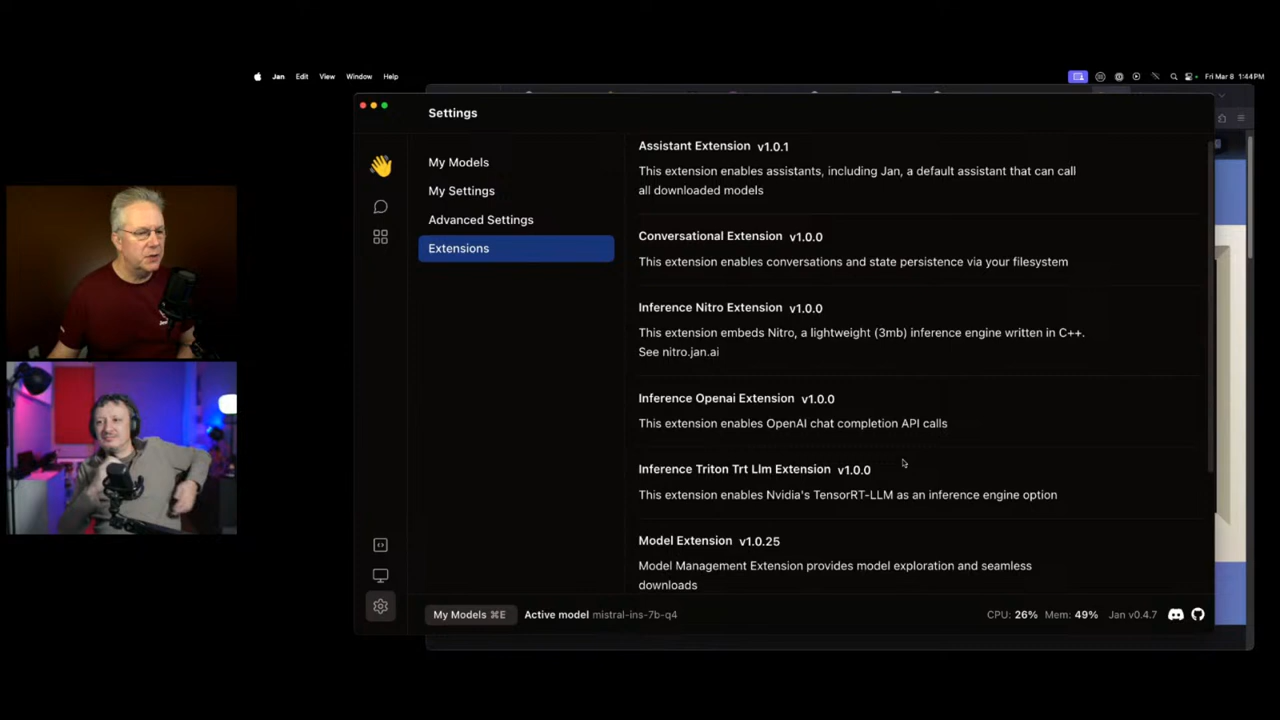 Jan Edit View Window Help
Fri Mar 8 1:44PM
Settings
My Models
My Settings
Advanced Settings
Extensions
Assistant Extension v1.0.1
This extension enables assistants, including Jan, a default assistant that can call
all downloaded models
Conversational Extension v1.0.0
This extension enables conversations and state persistence via your filesystem
Inference Nitro Extension v1.0.0
This extension embeds Nitro, a lightweight (3mb) inference engine written in C++.
See nitro.jan.ai
Inference Openai Extension v1.0.0
This extension enables OpenAI chat completion API calls
Inference Triton Trt Llm Extension v1.0.0
This extension enables Nvidia's TensorRT-LLM as an inference engine option
Model Extension v1.0.25
Model Management Extension provides model exploration and seamless
downloads
My Models ⌘E Active model mistral-ins-7b-q4 CPU: 26% Mem: 49% Jan v0.4.7